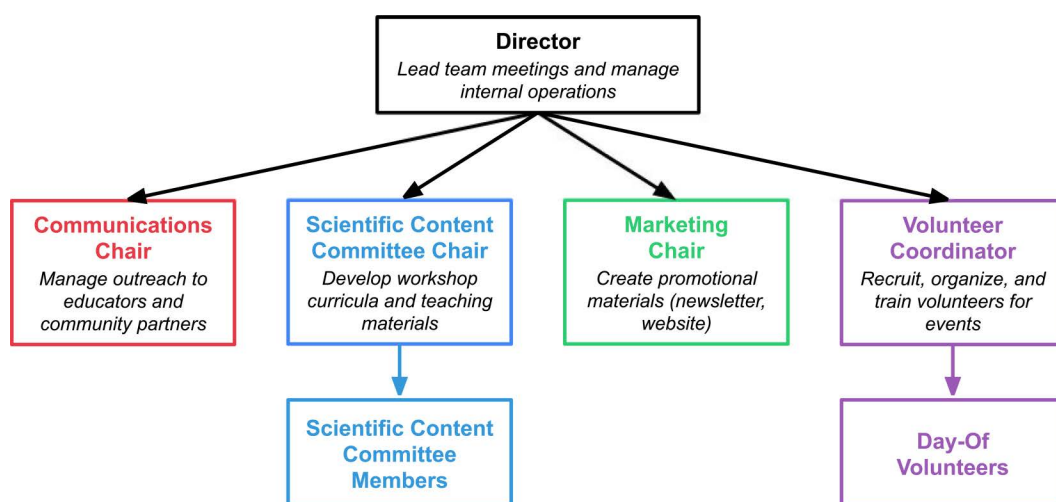 Director
Lead team meetings and manage
internal operations
Communications
Chair
Manage outreach to
educators and
community partners
Scientific Content
Committee Chair
Develop workshop
curricula and teaching
materials
Marketing
Chair
Create promotional
materials (newsletter,
website)
Volunteer
Coordinator
Recruit, organize, and
train volunteers for
events
Scientific Content
Committee
Members
Day-Of
Volunteers